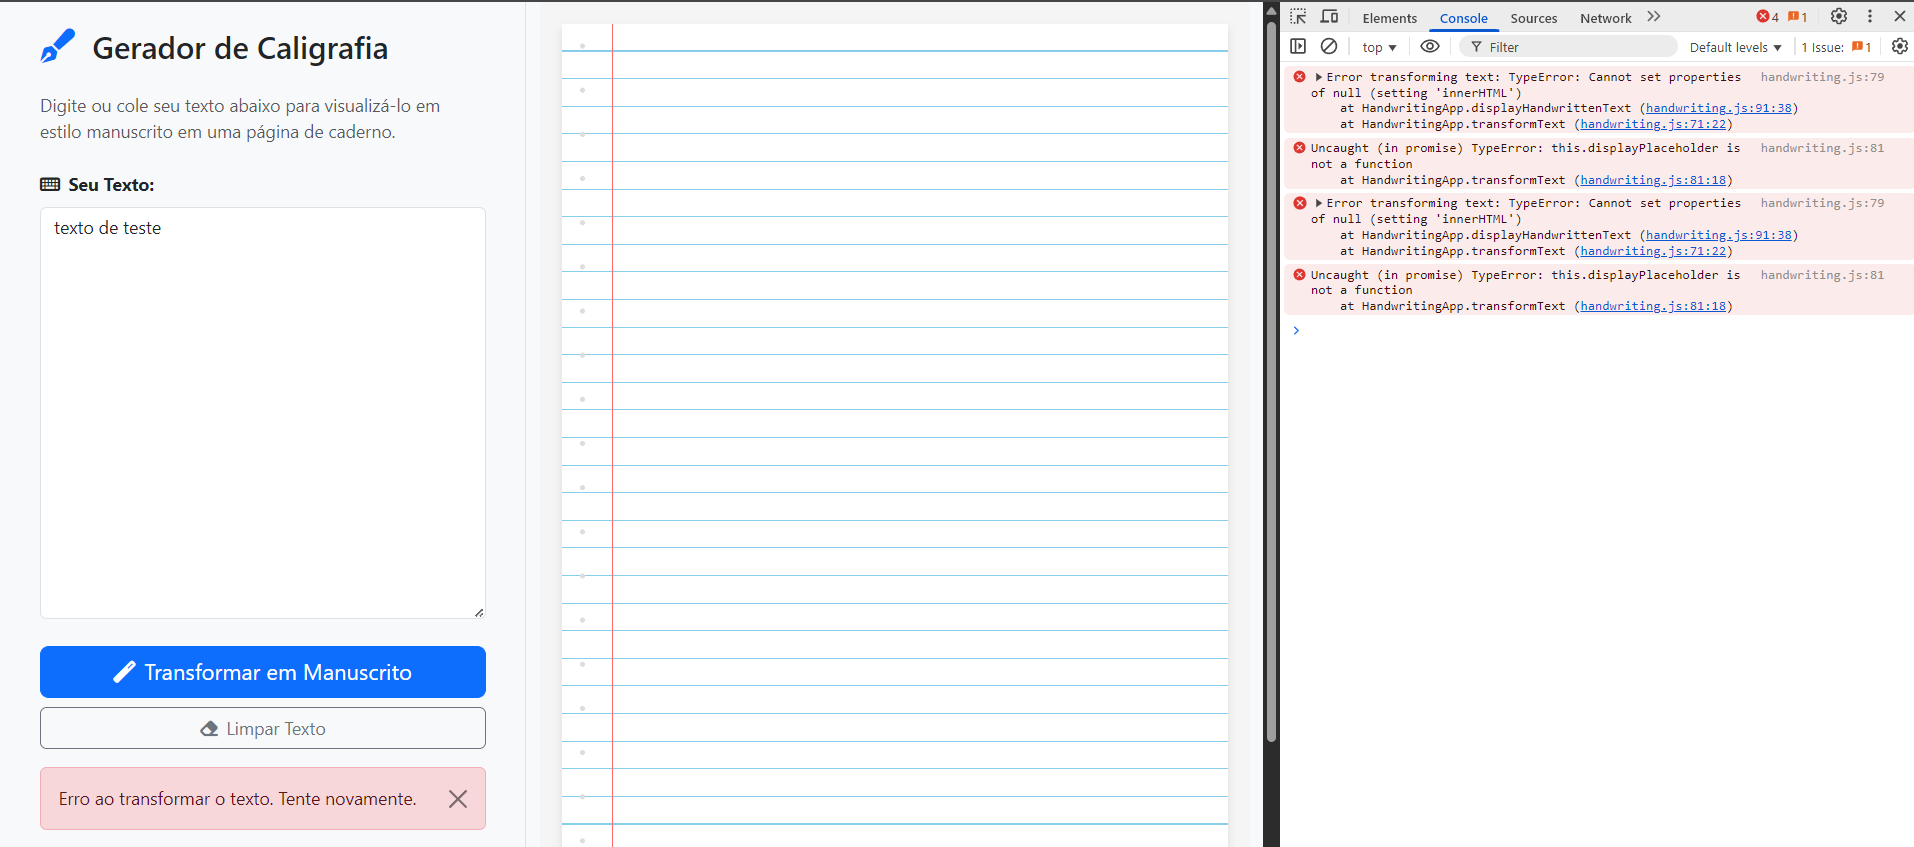 Gerador de Caligrafia
Digite ou cole seu texto abaixo para visualizá-lo em
estilo manuscrito em uma página de caderno.
Seu Texto:
texto de teste
Transformar em Manuscrito
Limpar Texto
Erro ao transformar o texto. Tente novamente.
Elements Console Sources Network 4 1
top Filter Default levels 1 Issue: 1
Error transforming text: TypeError: Cannot set properties handwriting.js:79
of null (setting 'innerHTML')
at HandwritingApp.displayHandwrittenText (handwriting.js:91:38)
at HandwritingApp.transformText (handwriting.js:71:22)
Uncaught (in promise) TypeError: this.displayPlaceholder is handwriting.js:81
not a function
at HandwritingApp.transformText (handwriting.js:81:18)
Error transforming text: TypeError: Cannot set properties handwriting.js:79
of null (setting 'innerHTML')
at HandwritingApp.displayHandwrittenText (handwriting.js:91:38)
at HandwritingApp.transformText (handwriting.js:71:22)
Uncaught (in promise) TypeError: this.displayPlaceholder is handwriting.js:81
not a function
at HandwritingApp.transformText (handwriting.js:81:18)